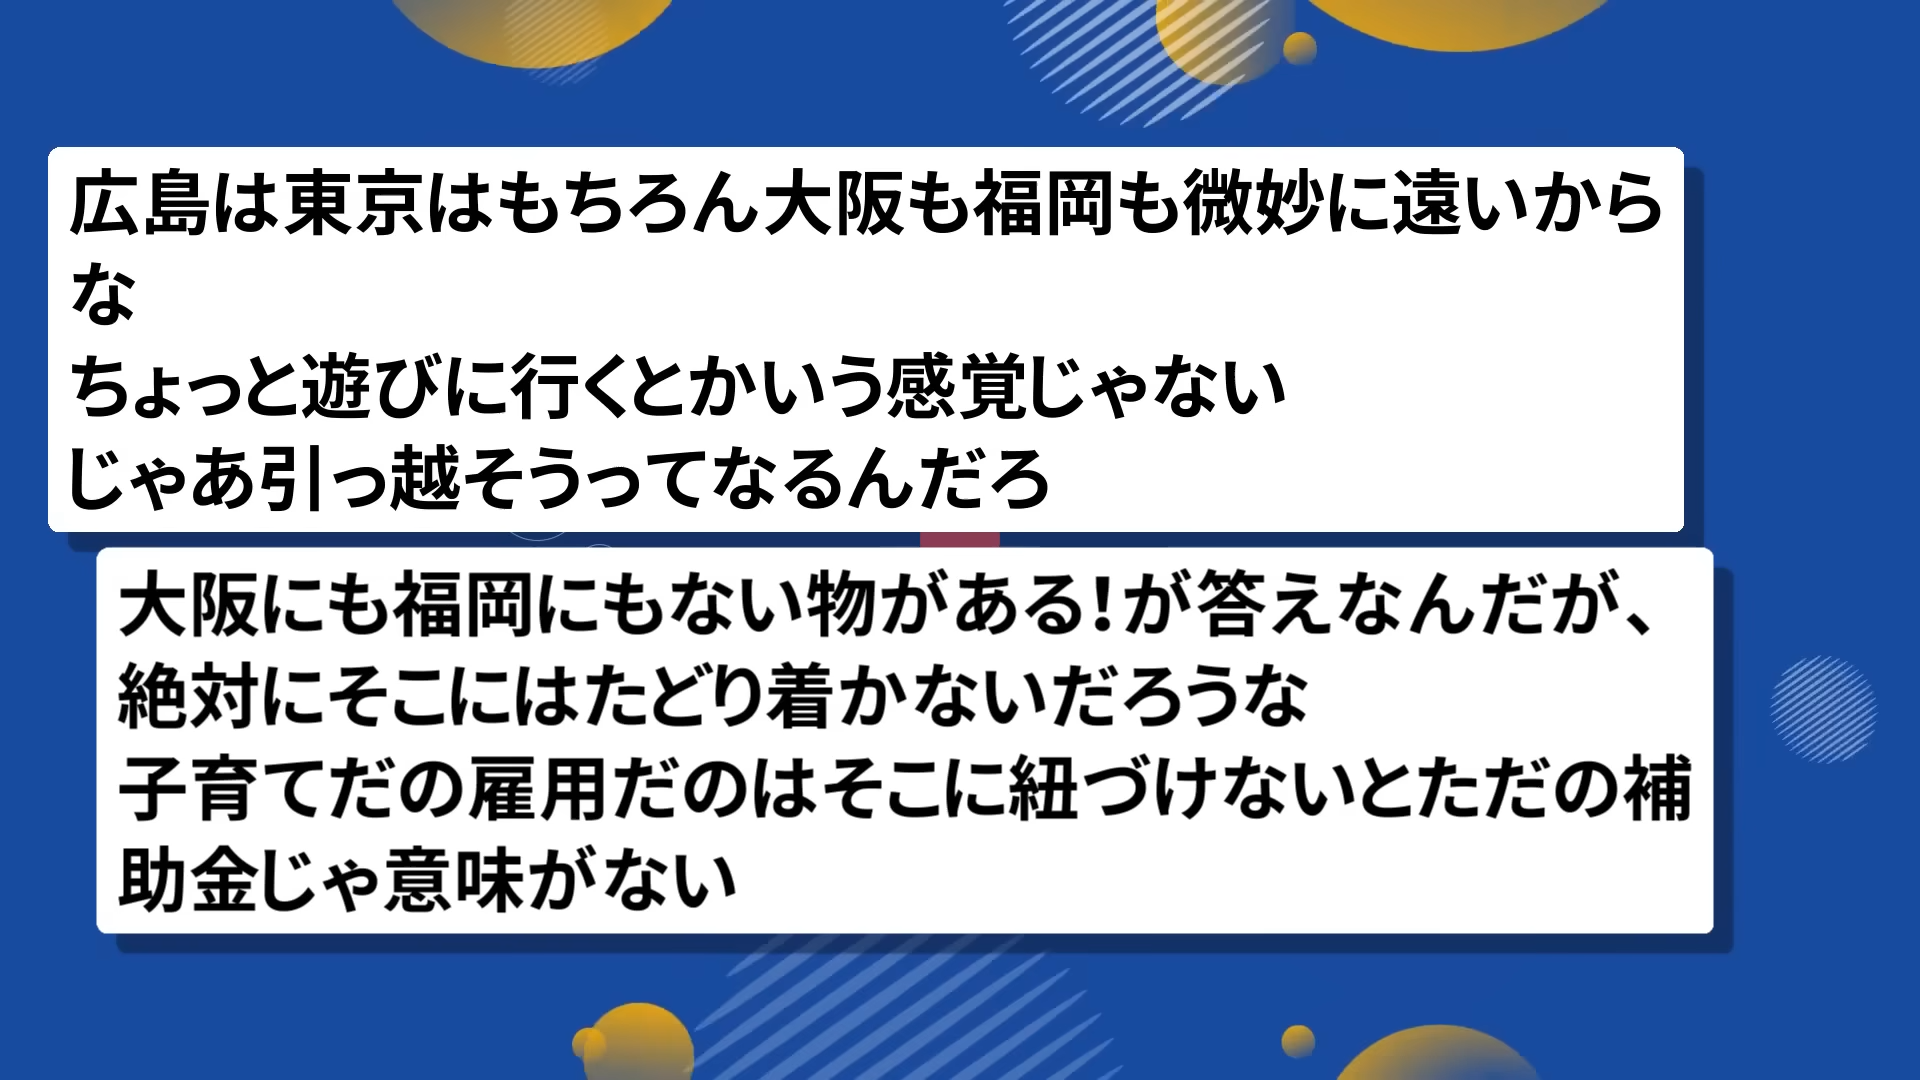 広島は東京はもちろん大阪も福岡も微妙に遠いから
な
ちょっと遊びに行くとかいう感覚じゃない
じゃあ引っ越そうってなるんだろ
大阪にも福岡にもない物がある！が答えなんだが、
絶対にそこにはたどり着かないだろうな
子育てだの雇用だのはそこに紐づけないとただの補
助金じゃ意味がない